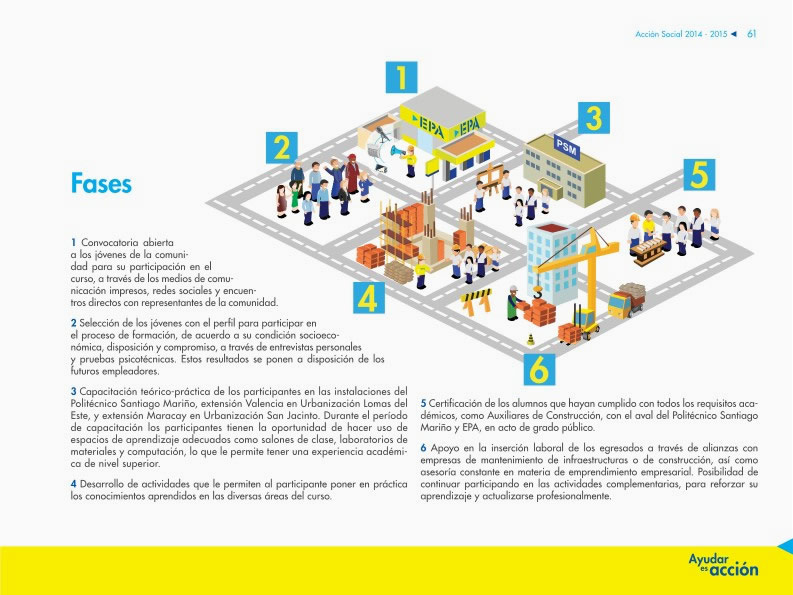 Acción Social 2014 - 2015 61
1
EPA EPA
3
PSM
2
5
4
6
Fases
1 Convocatoria abierta
a los jóvenes de la comuni-
dad para su participación en el
curso, a través de los medios de comu-
nicación impresos, redes sociales y encuen-
tros directos con representantes de la comunidad.
2 Selección de los jóvenes con el perfil para participar en
el proceso de formación, de acuerdo a su condición socioeco-
nómica, disposición y compromiso, a través de entrevistas personales
y pruebas psicotécnicas. Estos resultados se ponen a disposición de los
futuros empleadores.
3 Capacitación teórico-práctica de los participantes en las instalaciones del
Politécnico Santiago Mariño, extensión Valencia en Urbanización Lomas del
Este, y extensión Maracay en Urbanización San Jacinto. Durante el período
de capacitación los participantes tienen la oportunidad de hacer uso de
espacios de aprendizaje adecuados como salones de clase, laboratorios de
materiales y computación, lo que le permite tener una experiencia académi-
ca de nivel superior.
4 Desarrollo de actividades que le permiten al participante poner en práctica
los conocimientos aprendidos en las diversas áreas del curso.
5 Certificación de los alumnos que hayan cumplido con todos los requisitos aca-
démicos, como Auxiliares de Construcción, con el aval del Politécnico Santiago
Mariño y EPA, en acto de grado público.
6 Apoyo en la inserción laboral de los egresados a través de alianzas con
empresas de mantenimiento de infraestructuras o de construcción, así como
asesoría constante en materia de emprendimiento empresarial. Posibilidad de
continuar participando en las actividades complementarias, para reforzar su
aprendizaje y actualizarse profesionalmente.
Ayudar
es acción